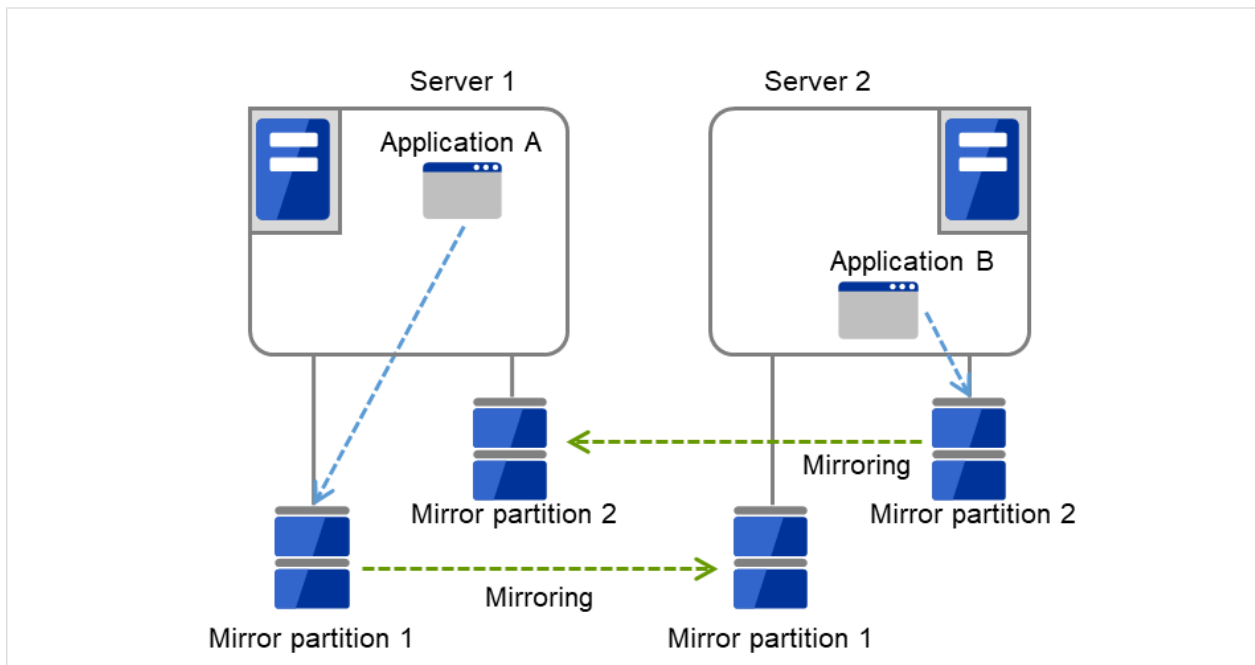 Server 1
Server 2
Application A
Application B
Mirroring
Mirror partition 2
Mirror partition 2
Mirroring
Mirror partition 1
Mirror partition 1